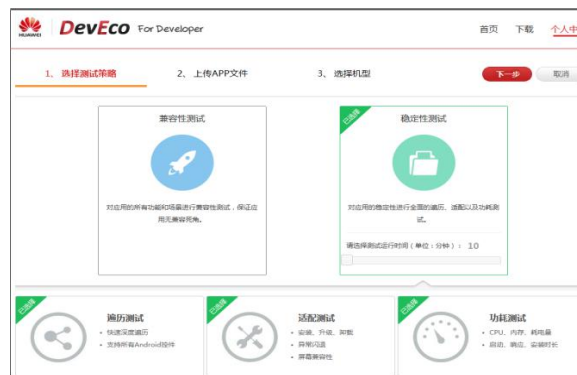 HUAWEI
DevEco For Developer
首页 下载 个人中
1、选择测试策略 2、上传APP文件 3、选择机型 下一步 取消
兼容性测试
对应用的所有功能和场景进行兼容性测试，保证应
用无兼容死角。
已选择
稳定性测试
对应用的稳定性进行全面的遍历、适配以及功耗测
试。
请选择测试运行时间（单位：分钟）： 10
已选择
遍历测试
• 快速深度遍历
• 支持所有Android控件
已选择
适配测试
• 安装、升级、卸载
• 异常闪退
• 屏幕兼容性
已选择
功耗测试
• CPU、内存、耗电量
• 启动、响应、安装时长